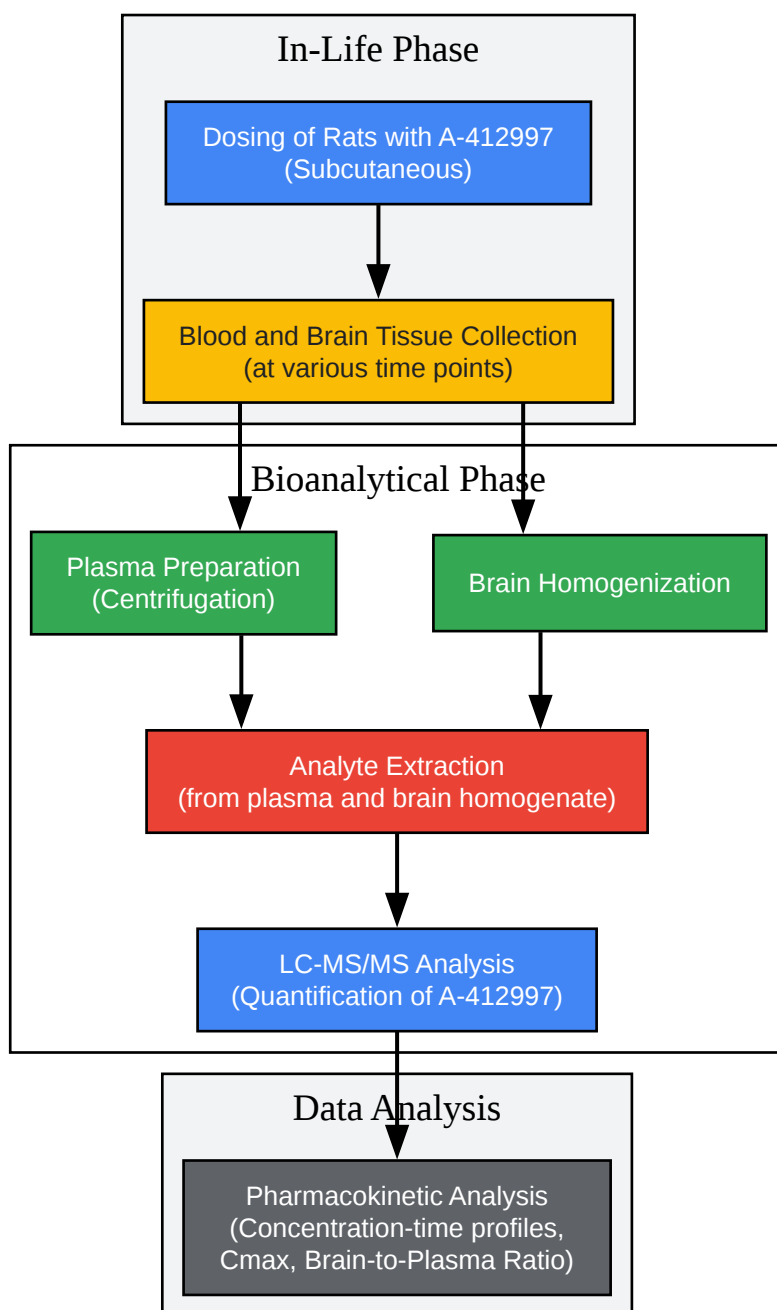 In-Life Phase
Dosing of Rats with A-412997
(Subcutaneous)
Blood and Brain Tissue Collection
(at various time points)
Bioanalytical Phase
Plasma Preparation
(Centrifugation)
Brain Homogenization
Analyte Extraction
(from plasma and brain homogenate)
LC-MS/MS Analysis
(Quantification of A-412997)
Data Analysis
Pharmacokinetic Analysis
(Concentration-time profiles,
Cmax, Brain-to-Plasma Ratio)